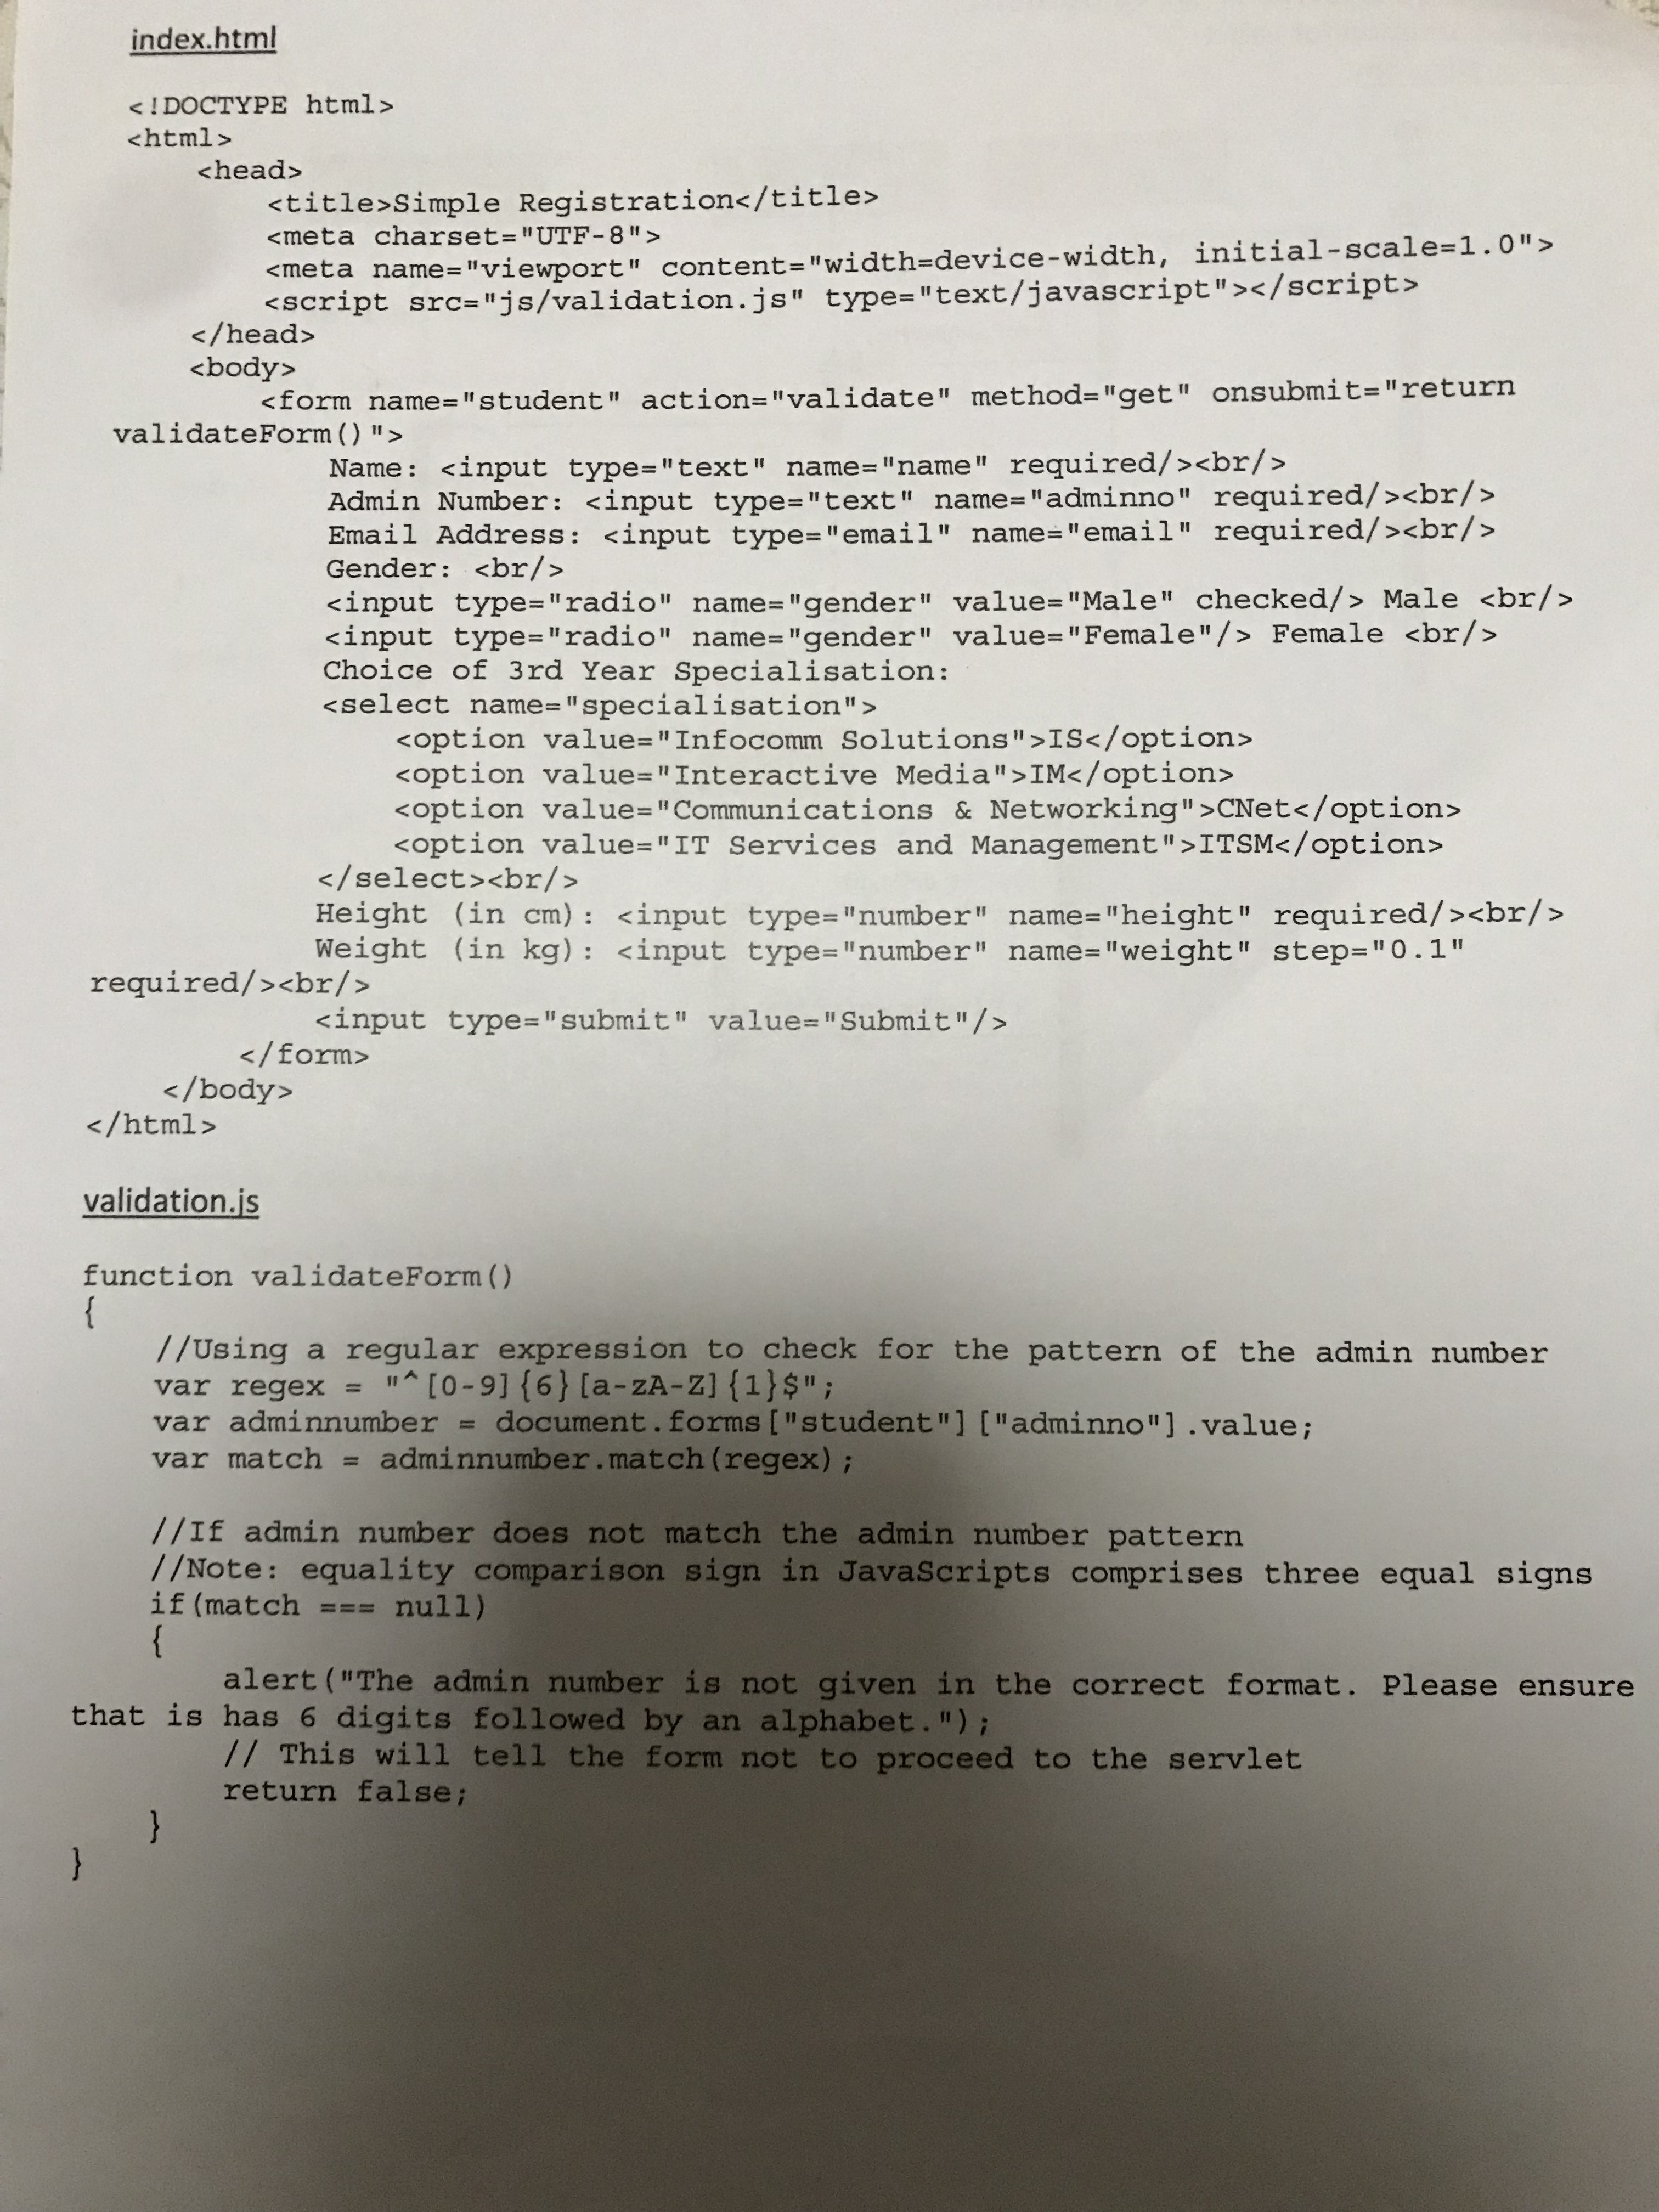 index.html
<!DOCTYPE html>
<html>
<head>
<title>Simple Registration</title>
<meta charset="UTF-8">
<meta name="viewport" content="width=device-width, initial-scale=1.0">
<script src="js/validation.js" type="text/javascript"></script>
</head>
<body>
<form name="student" action="validate" method="get" onsubmit="return
validateForm()">
Name: <input type="text" name="name" required/><br/>
Admin Number: <input type="text" name="adminno" required/><br/>
Email Address: <input type="email" name="email" required/><br/>
Gender: <br/>
<input type="radio" name="gender" value="Male" checked/> Male <br/>
<input type="radio" name="gender" value="Female"/> Female <br/>
Choice of 3rd Year Specialisation:
<select name="specialisation">
<option value="Infocomm Solutions">IS</option>
<option value="Interactive Media">IM</option>
<option value="Communications & Networking">CNet</option>
<option value="IT Services and Management">ITSM</option>
</select><br/>
Height (in cm): <input type="number" name="height" required/><br/>
Weight (in kg): <input type="number" name="weight" step="0.1"
required/><br/>
<input type="submit" value="Submit"/>
</form>
</body>
</html>
validation.js
function validateForm()
{
//Using a regular expression to check for the pattern of the admin number
var regex = "^[0-9]{6}[a-zA-Z]{1}$";
var adminnumber = document.forms["student"]["adminno"].value;
var match = adminnumber.match(regex);
//If admin number does not match the admin number pattern
//Note: equality comparison sign in JavaScripts comprises three equal signs
if(match === null)
{
alert("The admin number is not given in the correct format. Please ensure
that is has 6 digits followed by an alphabet.");
// This will tell the form not to proceed to the servlet
return false;
}
}